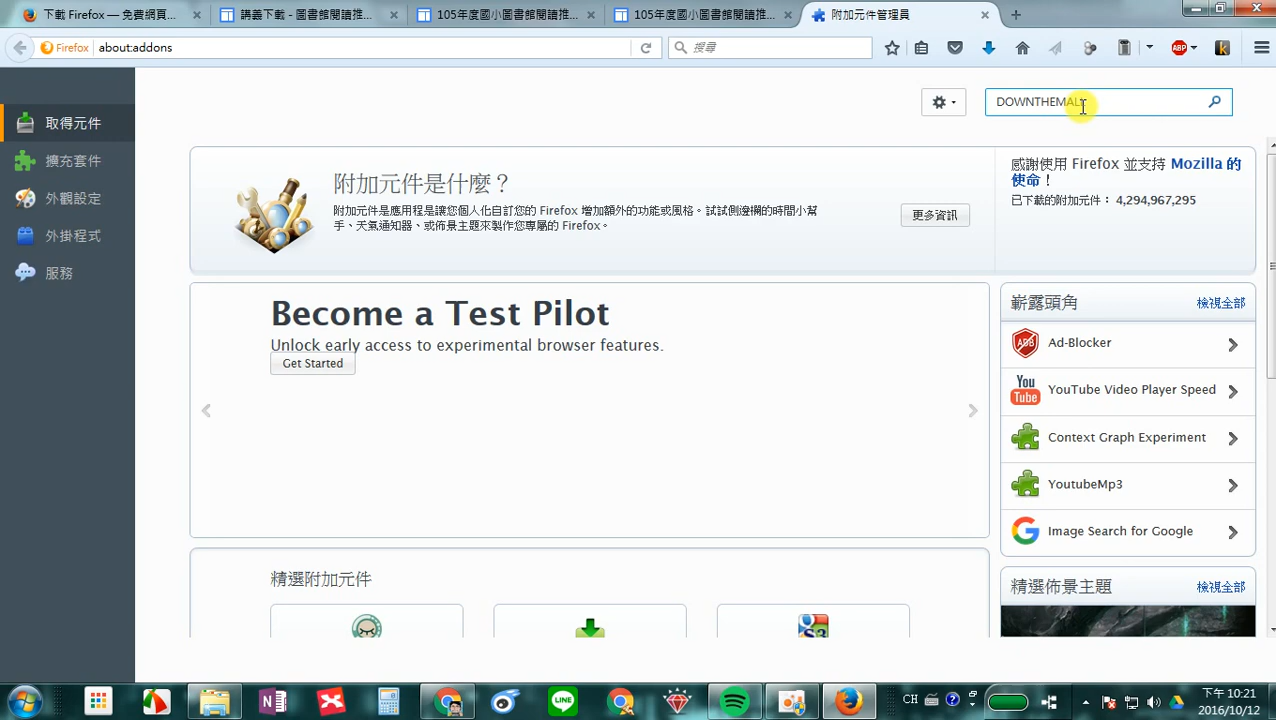 下載 Firefox — 免費網頁...
講義下載 - 圖書館閱讀推...
105年度國小圖書館閱讀推...
105年度國小圖書館閱讀推...
附加元件管理員
Firefox
about:addons
搜尋
ABP
取得元件
擴充套件
外觀設定
外掛程式
服務
DOWNTHEMAL
附加元件是什麼？
附加元件是應用程是讓您個人化自訂您的 Firefox 增加額外的功能或風格。試試側邊欄的時間小幫
手、天氣通知器、或佈景主題來製作您專屬的 Firefox。
更多資訊
感謝使用 Firefox 並支持 Mozilla 的
使命！
已下載的附加元件： 4,294,967,295
Become a Test Pilot
Unlock early access to experimental browser features.
Get Started
嶄露頭角
檢視全部
Ad-Blocker
YouTube Video Player Speed
Context Graph Experiment
YoutubeMp3
Image Search for Google
精選附加元件
精選佈景主題
檢視全部
CH
下午 10:21
2016/10/12